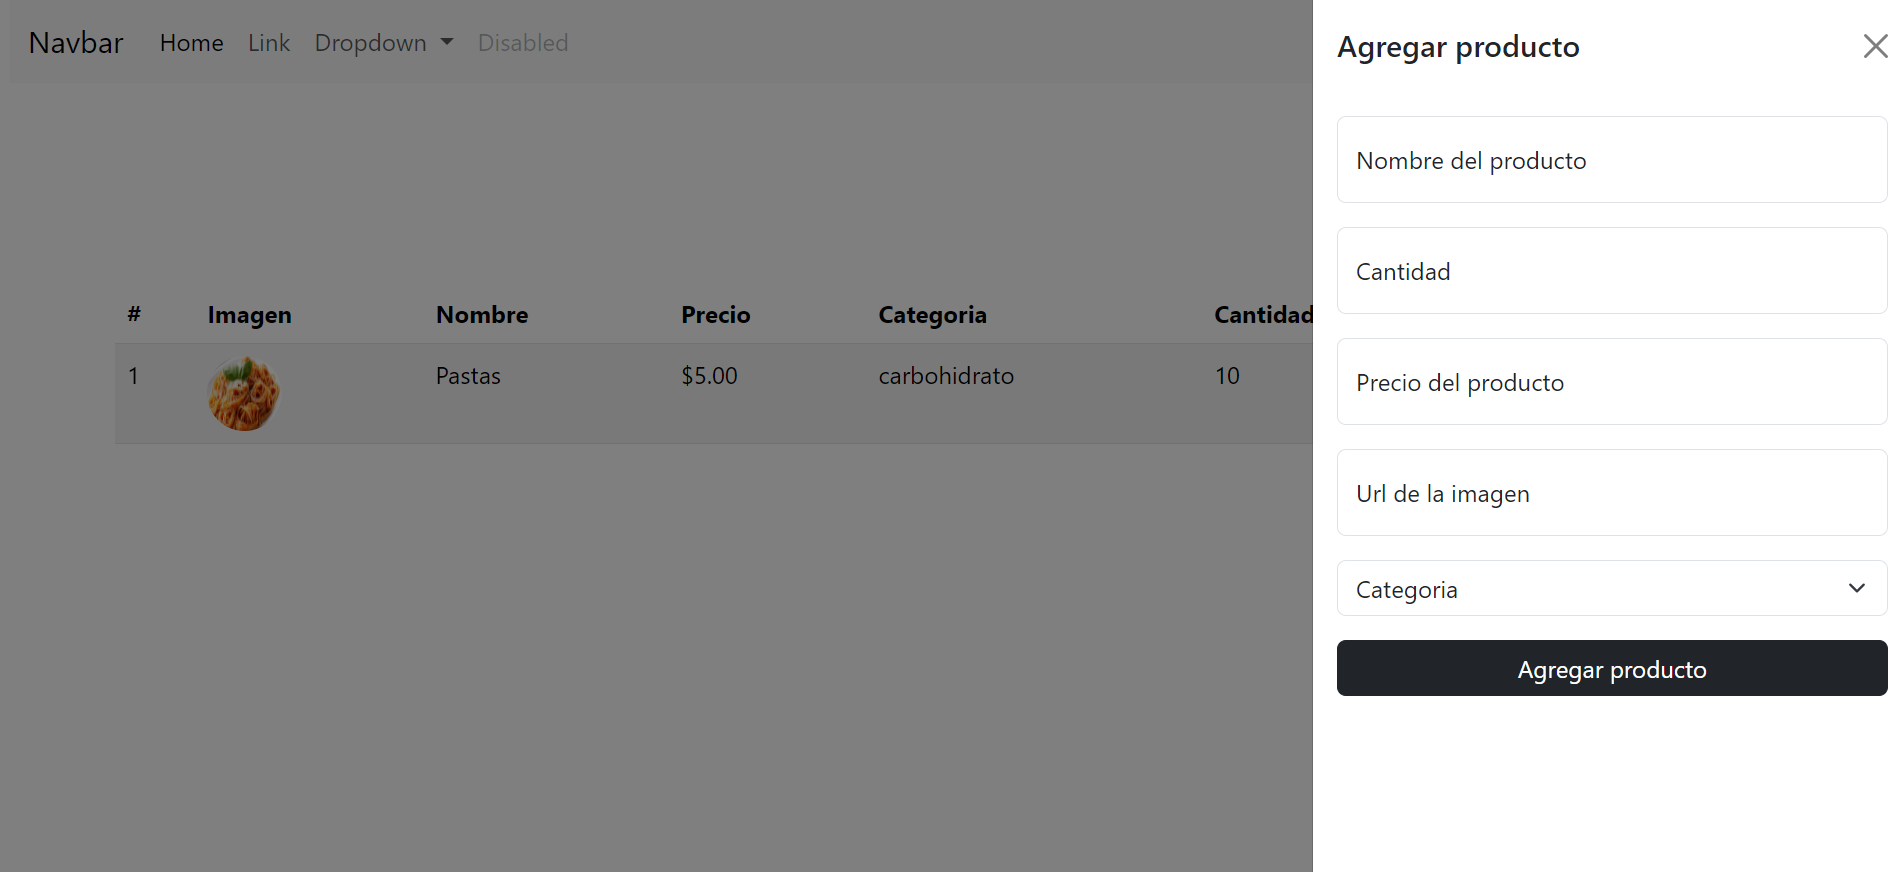 Navbar Home Link Dropdown Disabled
# Imagen Nombre Precio Categoria Cantidad
1 Pastas $5.00 carbohidrato 10
Agregar producto
Nombre del producto
Cantidad
Precio del producto
Url de la imagen
Categoria
Agregar producto